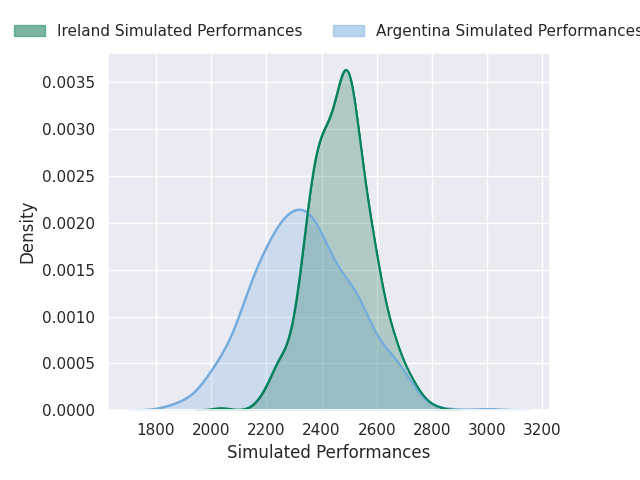 Ireland Simulated Performances
Argentina Simulated Performances
0.0035
0.0030
0.0025
0.0020
0.0015
0.0010
0.0005
0.0000
Density
1800 2000 2200 2400 2600 2800 3000 3200
Simulated Performances